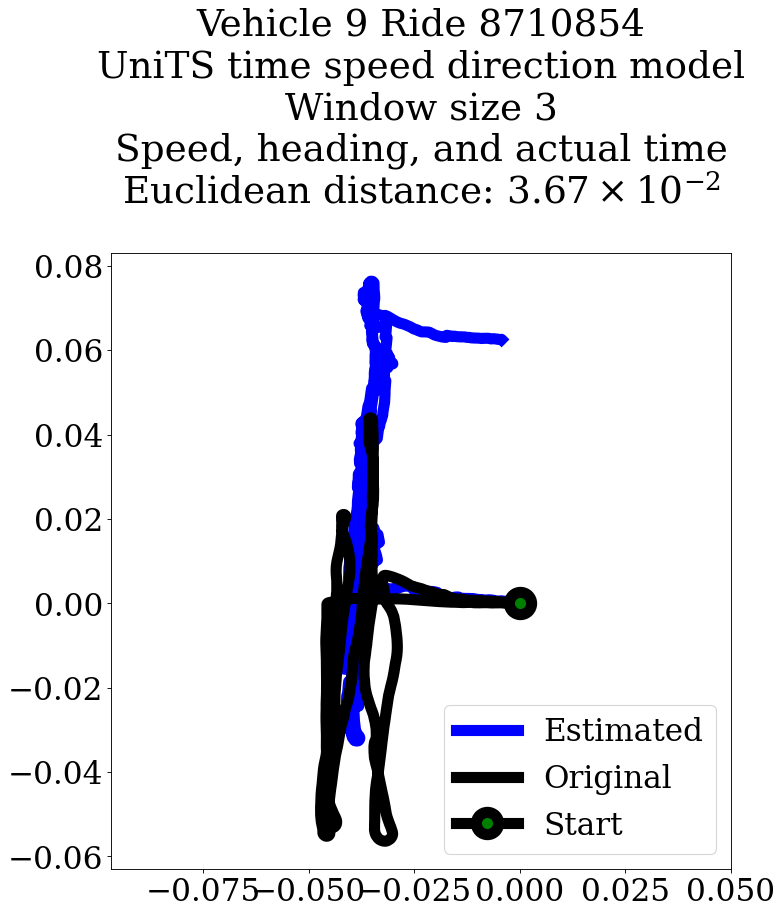 Vehicle 9 Ride 8710854
UniTS time speed direction model
Window size 3
Speed, heading, and actual time
Euclidean distance: 3.67 × 10⁻²
0.08
0.06
0.04
0.02
0.00
−0.02
−0.04
−0.06
Estimated
Original
Start
−0.075 −0.050 −0.025 0.000 0.025 0.050